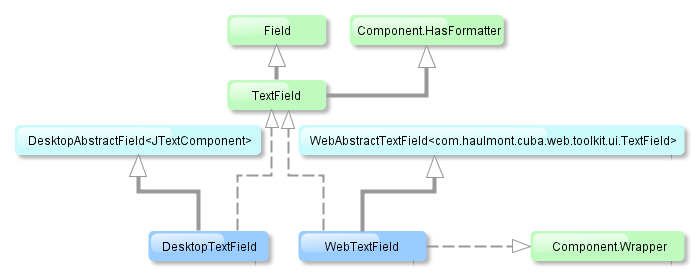 Field
Component.HasFormatter
TextField
DesktopAbstractField<JTextComponent>
WebAbstractTextField<com.haulmont.cuba.web.toolkit.ui.TextField>
DesktopTextField
WebTextField
Component.Wrapper